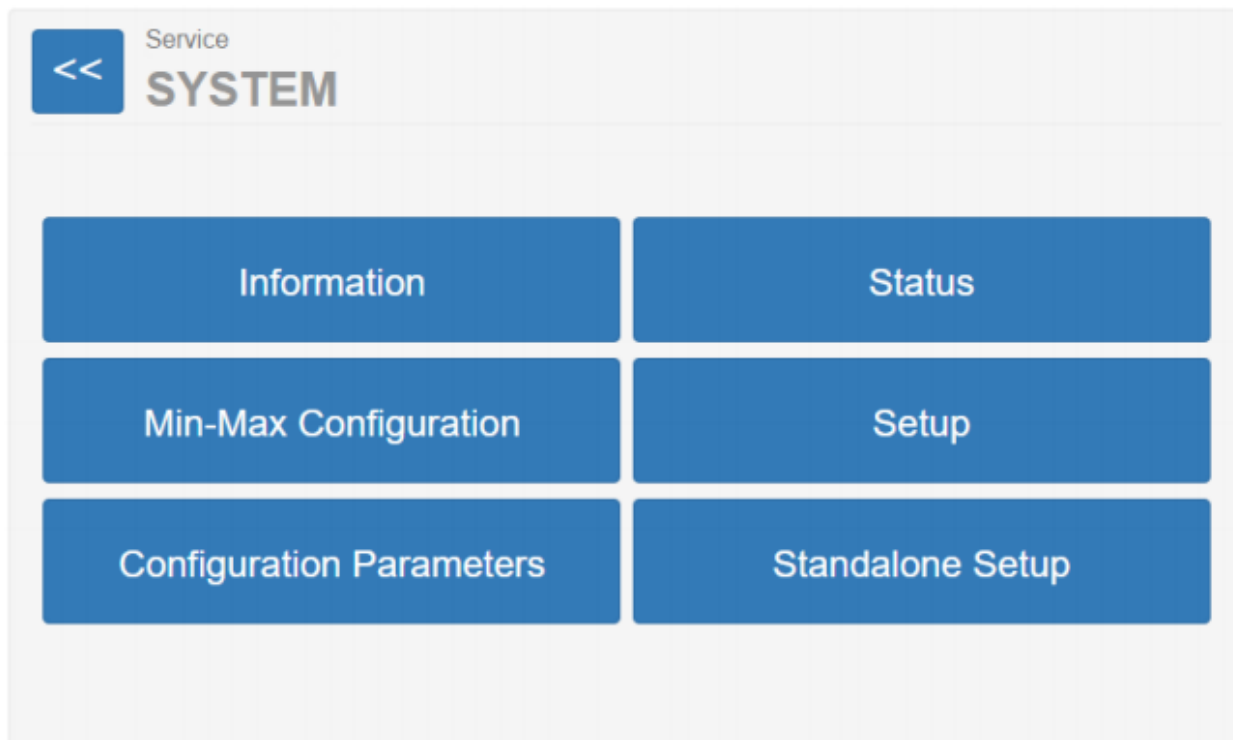 <<
Service
SYSTEM
Information
Status
Min-Max Configuration
Setup
Configuration Parameters
Standalone Setup